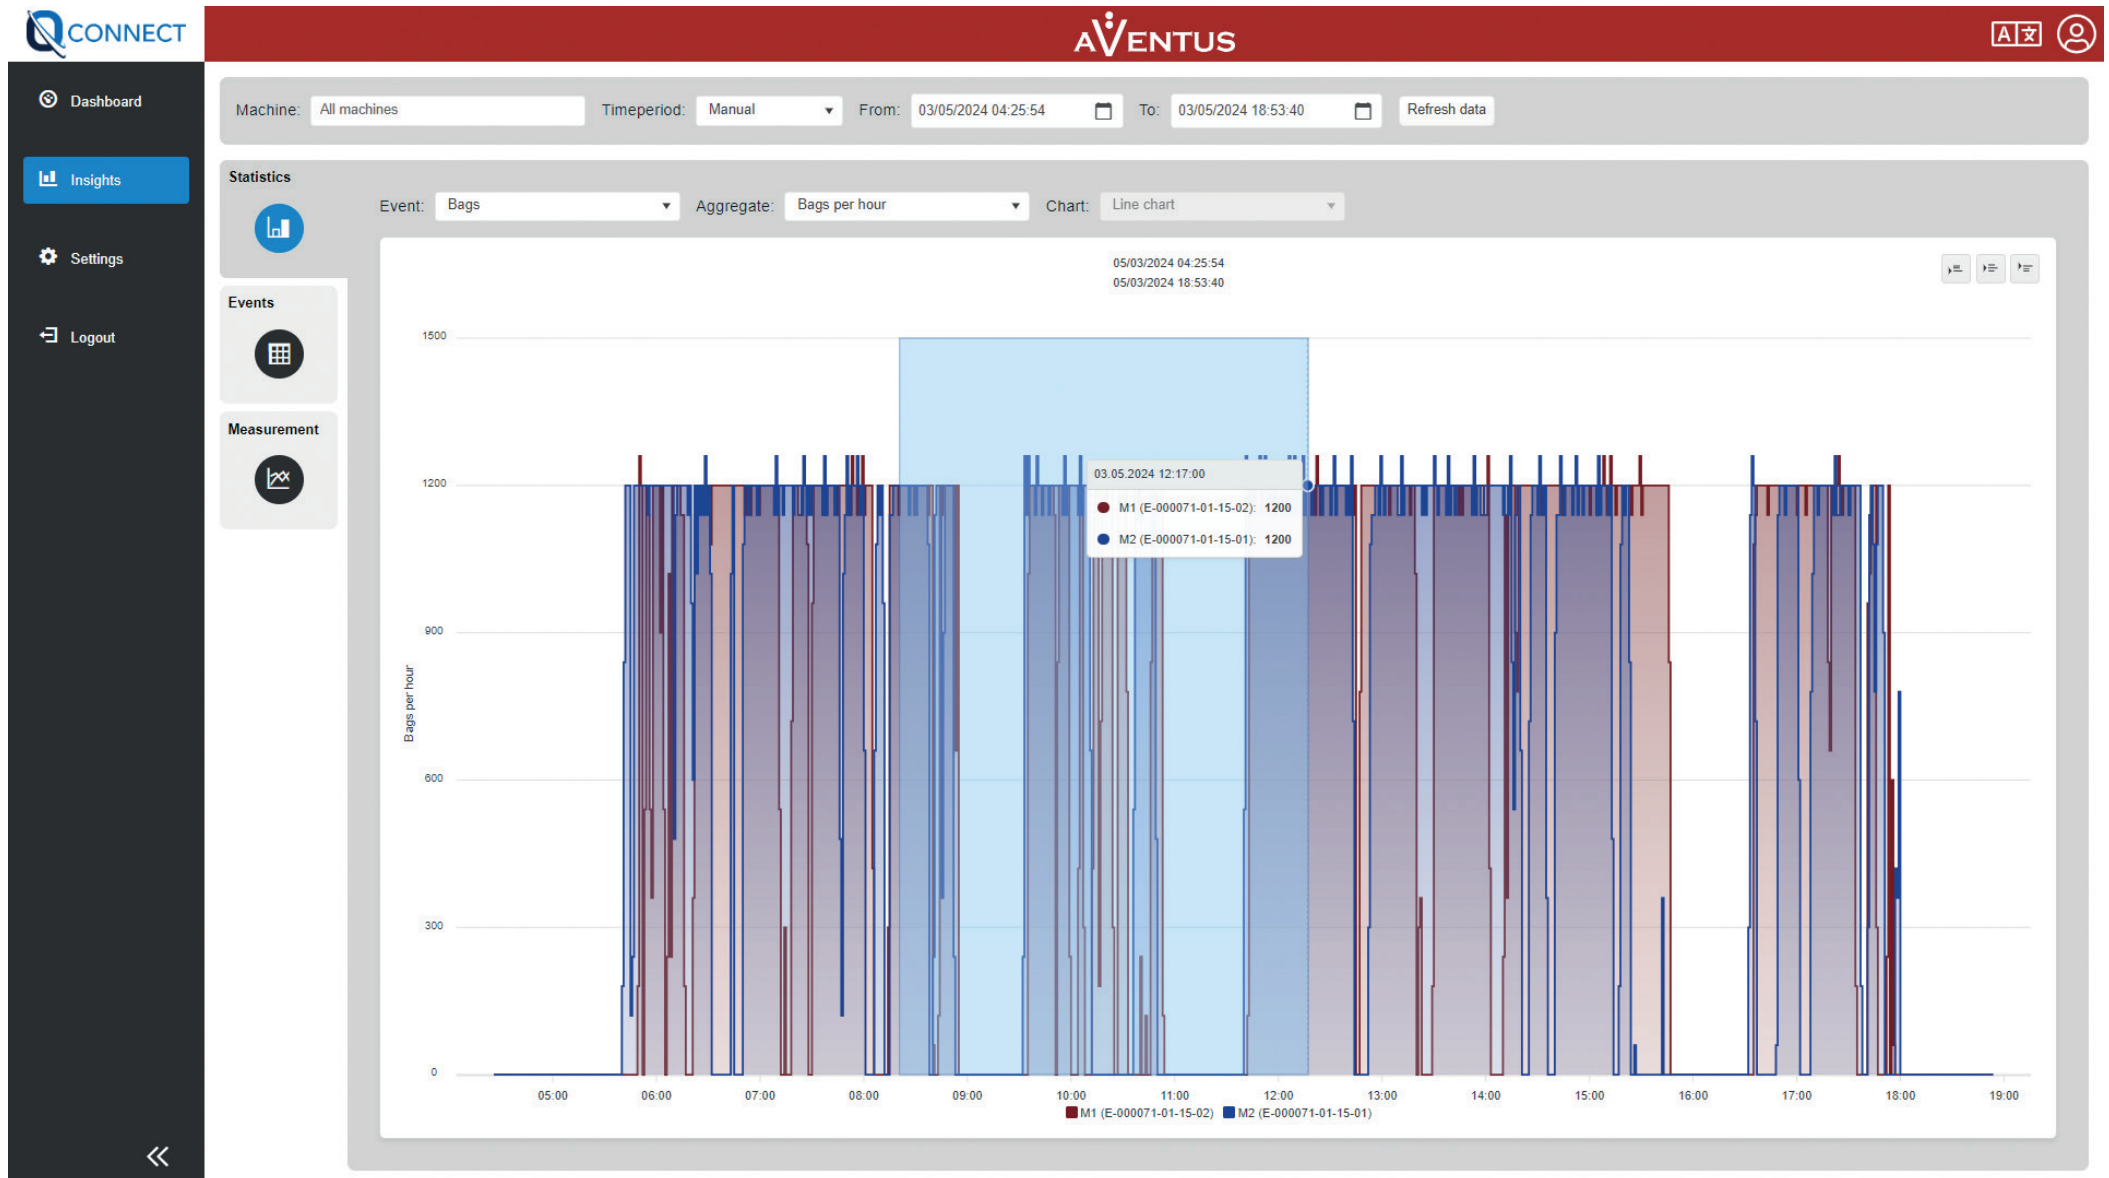 QCONNECT
AVENTUS
A 文
Dashboard
Insights
Settings
Logout
Machine: All machines Timeperiod: Manual From: 03/05/2024 04:25:54 To: 03/05/2024 18:53:40 Refresh data
Statistics
Events
Measurement
Event: Bags Aggregate: Bags per hour Chart: Line chart
05/03/2024 04:25:54
05/03/2024 18:53:40
1500
1200
900
600
300
0
Bags per hour
03.05.2024 12:17:00
M1 (E-000071-01-15-02): 1200
M2 (E-000071-01-15-01): 1200
05:00 06:00 07:00 08:00 09:00 10:00 11:00 12:00 13:00 14:00 15:00 16:00 17:00 18:00 19:00
M1 (E-000071-01-15-02) M2 (E-000071-01-15-01)